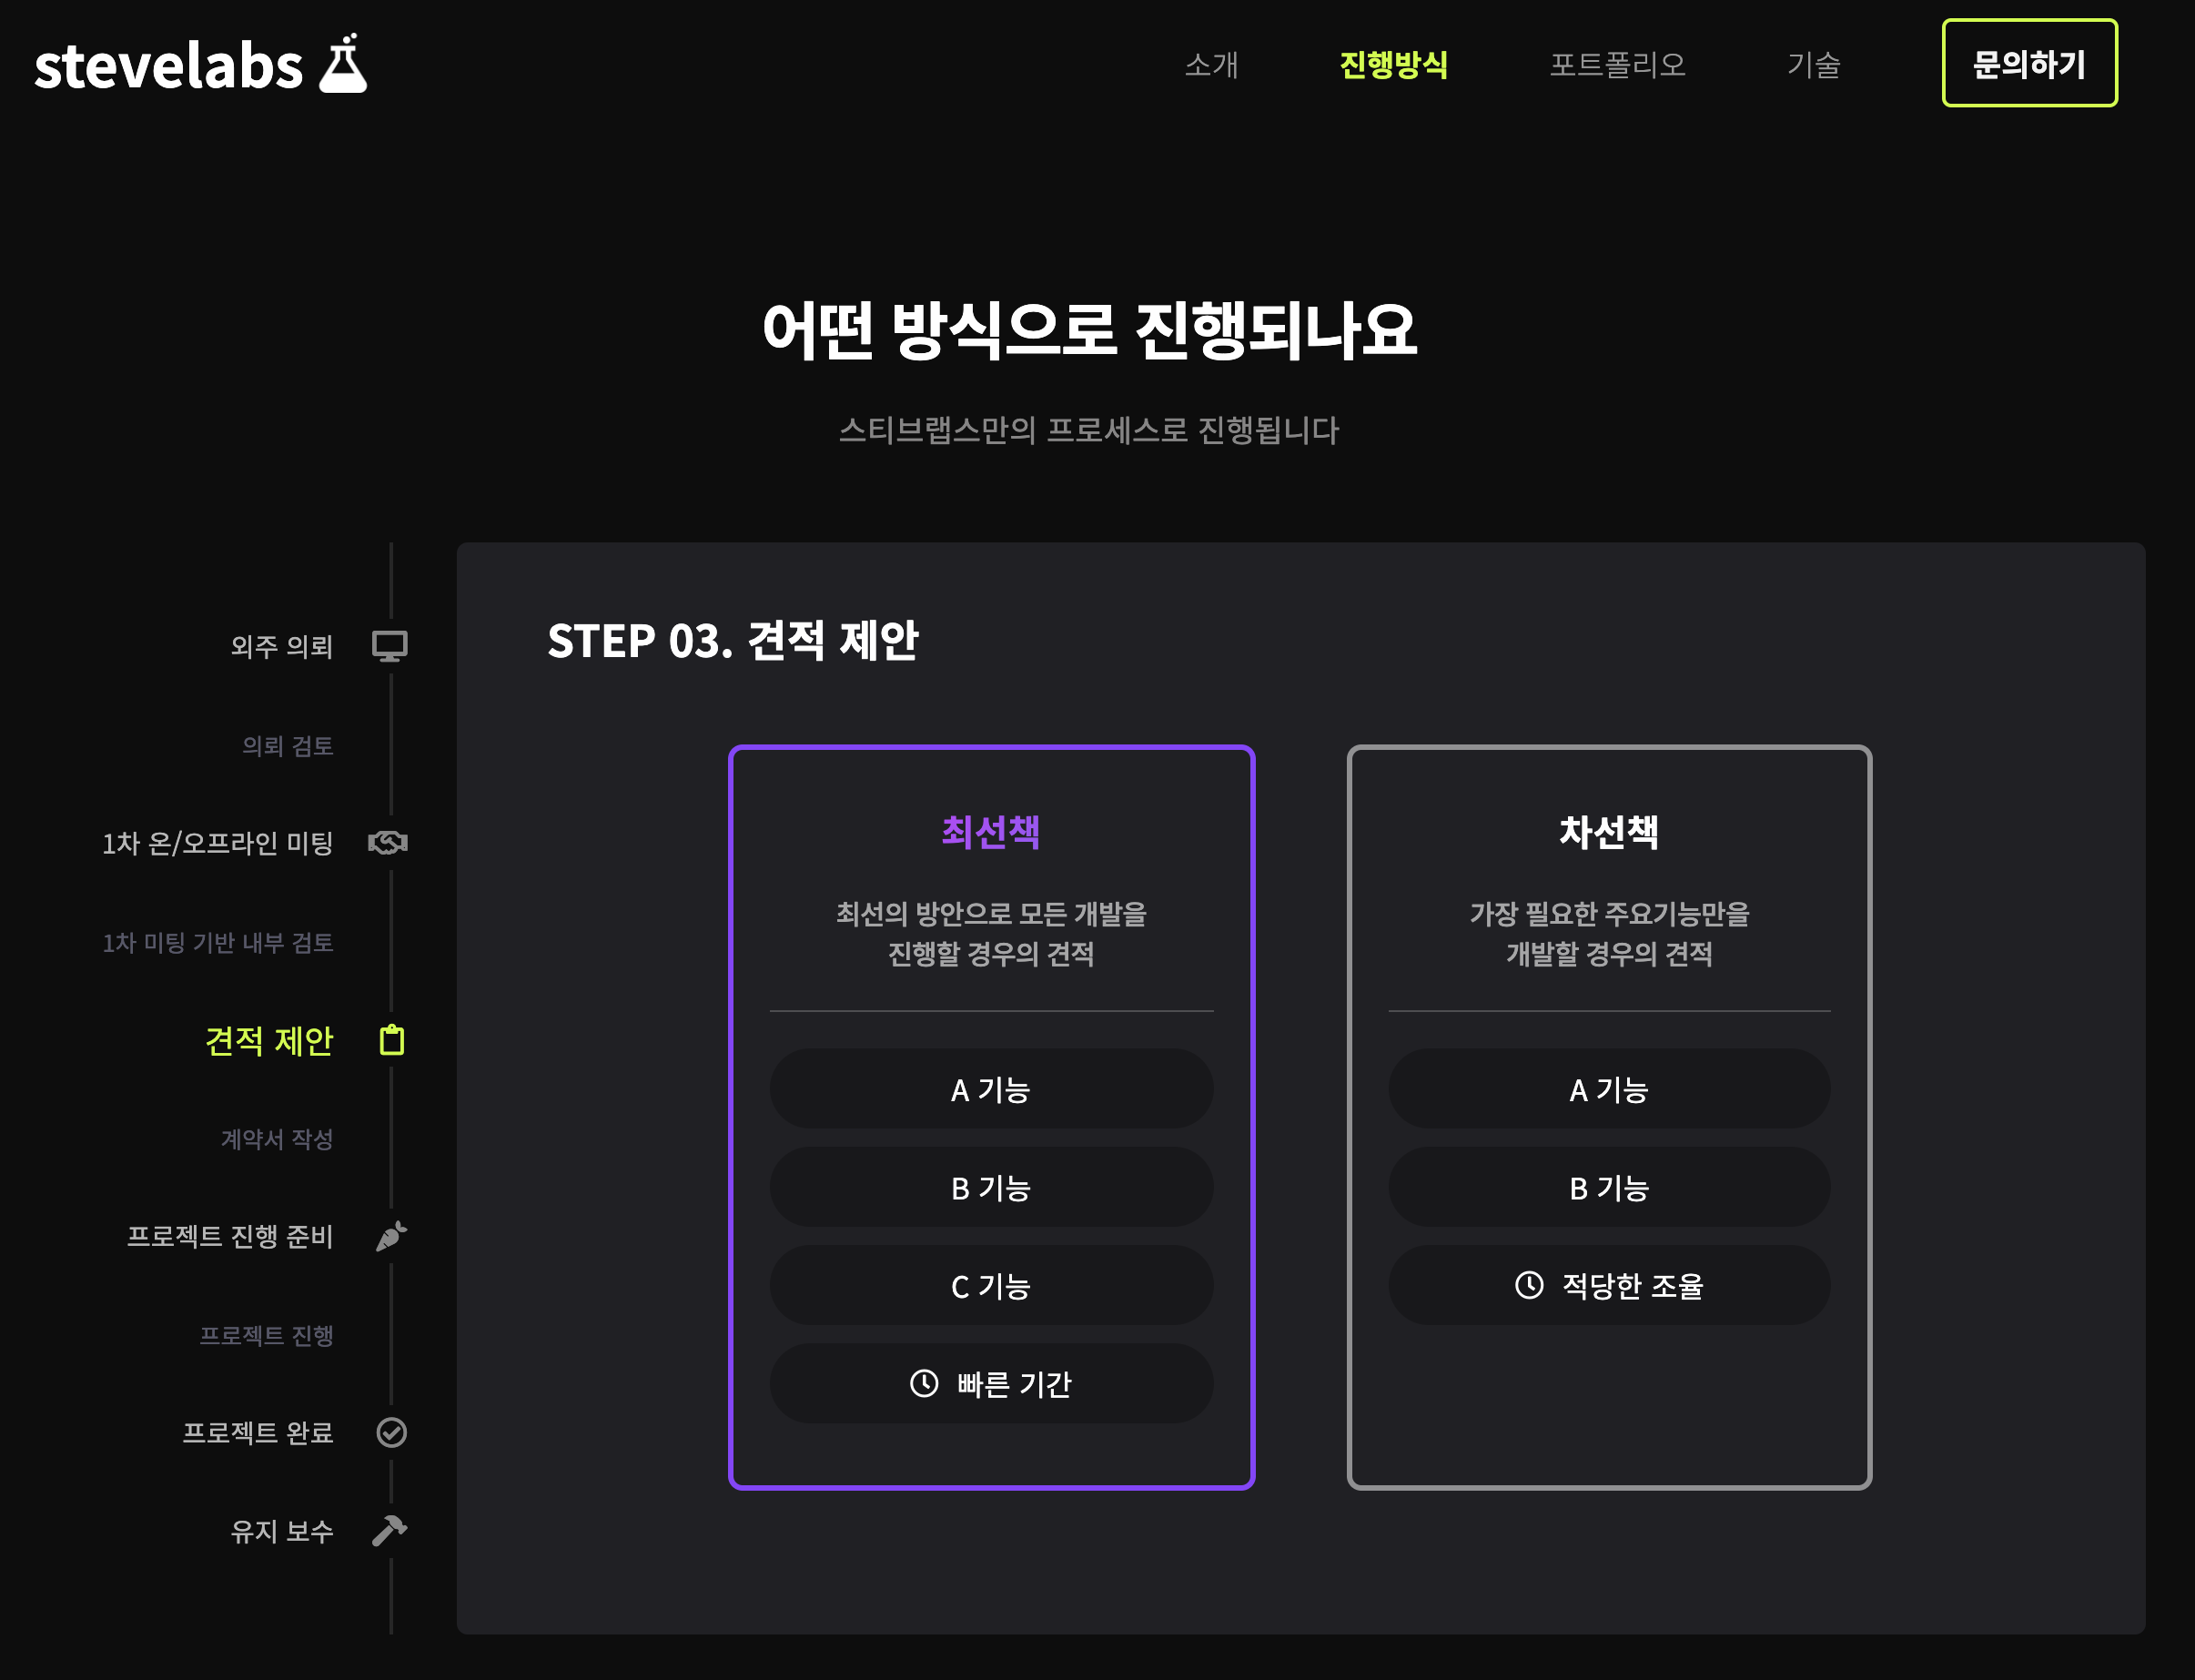 stevelabs
소개
진행방식
포트폴리오
기술
문의하기
어떤 방식으로 진행되나요
스티브랩스만의 프로세스로 진행됩니다
외주 의뢰
의뢰 검토
1차 온/오프라인 미팅
1차 미팅 기반 내부 검토
견적 제안
계약서 작성
프로젝트 진행 준비
프로젝트 진행
프로젝트 완료
유지 보수
STEP 03. 견적 제안
최선책
최선의 방안으로 모든 개발을
진행할 경우의 견적
A 기능
B 기능
C 기능
빠른 기간
차선책
가장 필요한 주요기능만을
개발할 경우의 견적
A 기능
B 기능
적당한 조율